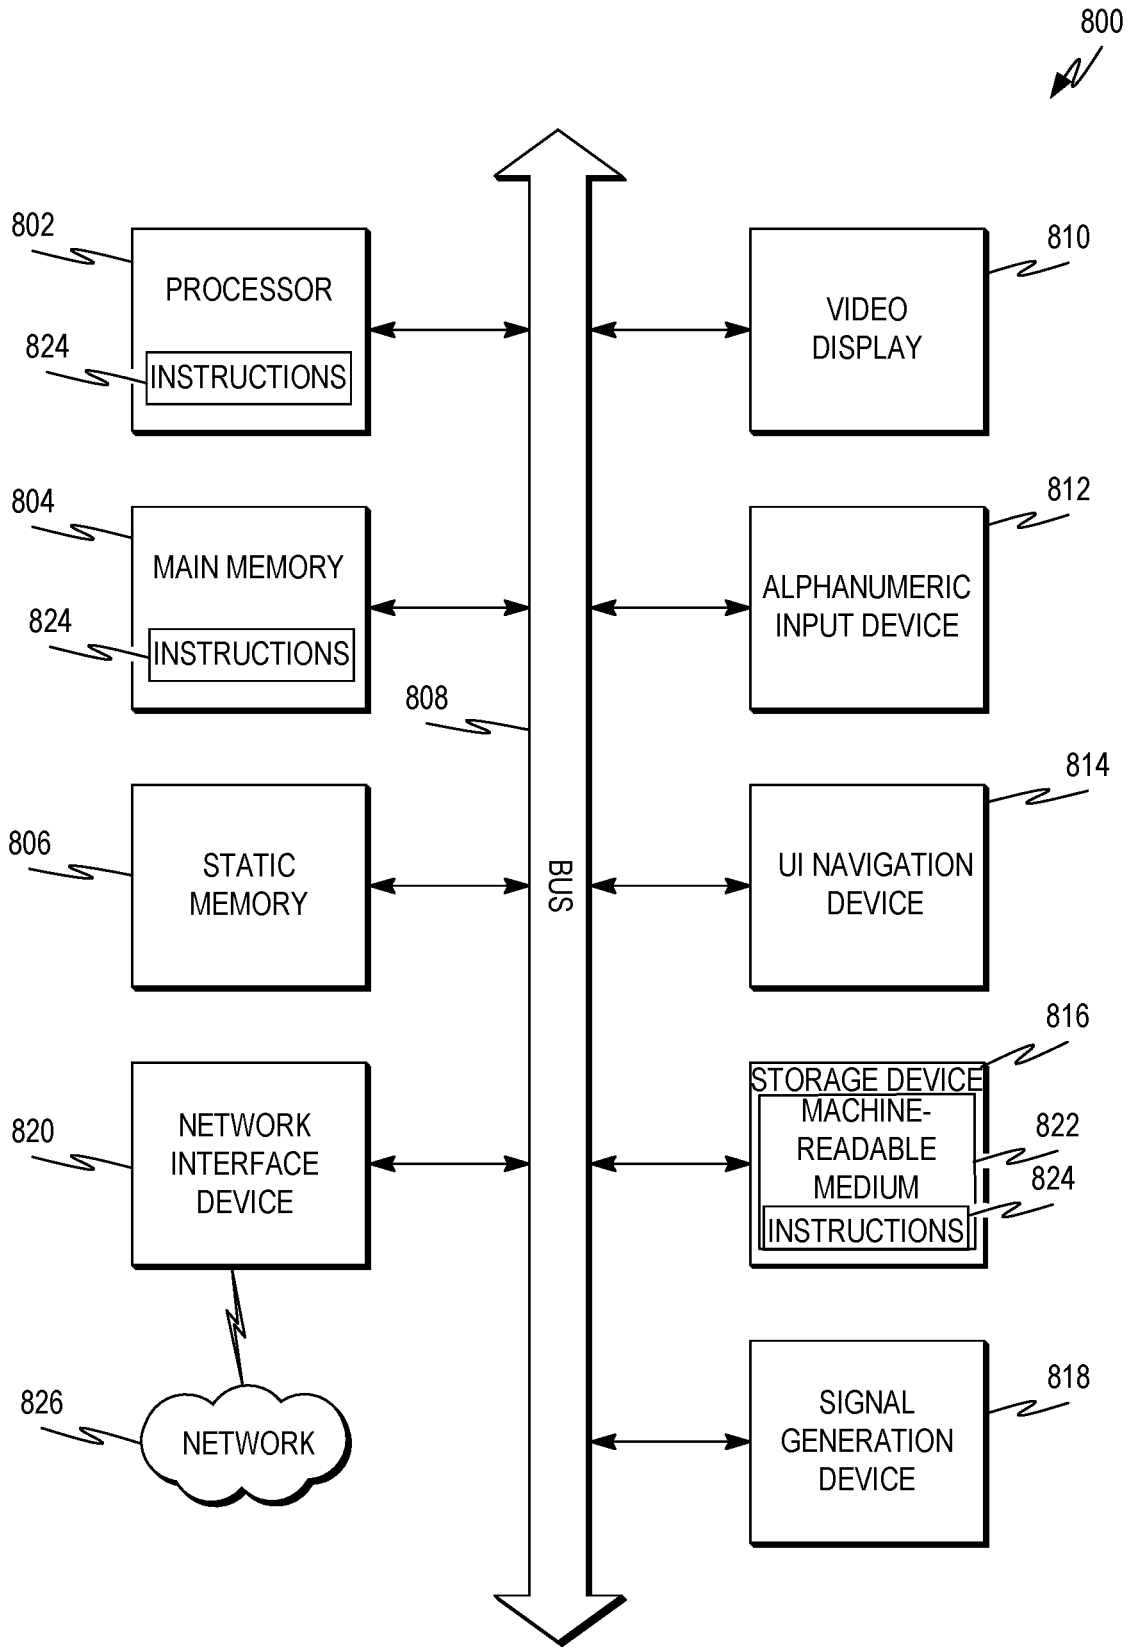 800
802
PROCESSOR
824
INSTRUCTIONS
804
MAIN MEMORY
824
INSTRUCTIONS
806
STATIC
MEMORY
820
NETWORK
INTERFACE
DEVICE
826
NETWORK
808
BUS
810
VIDEO
DISPLAY
812
ALPHANUMERIC
INPUT DEVICE
814
UI NAVIGATION
DEVICE
816
STORAGE DEVICE
MACHINE-
READABLE
MEDIUM
822
824
INSTRUCTIONS
818
SIGNAL
GENERATION
DEVICE